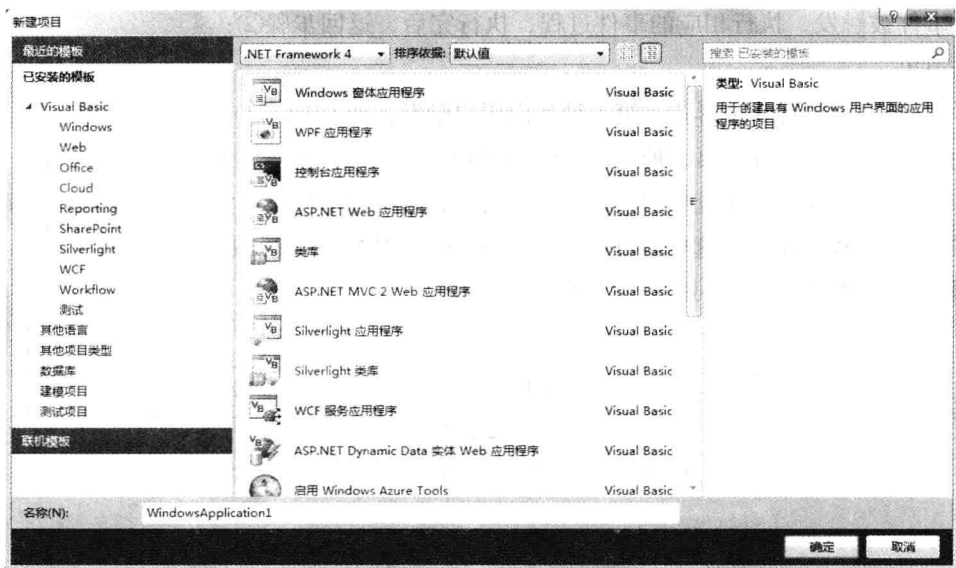 新建项目
最近的模板
.NET Framework 4
排序依据: 默认值
搜索 已安装的模板
已安装的模板
Visual Basic
Windows
Web
Office
Cloud
Reporting
SharePoint
Silverlight
WCF
Workflow
测试
其他语言
其他项目类型
数据库
建模项目
测试项目
联机模板
Windows 窗体应用程序 Visual Basic
WPF 应用程序 Visual Basic
控制台应用程序 Visual Basic
ASP.NET Web 应用程序 Visual Basic
类库 Visual Basic
ASP.NET MVC 2 Web 应用程序 Visual Basic
Silverlight 应用程序 Visual Basic
Silverlight 类库 Visual Basic
WCF 服务应用程序 Visual Basic
ASP.NET Dynamic Data 实体 Web 应用程序 Visual Basic
启用 Windows Azure Tools Visual Basic
类型: Visual Basic
用于创建具有 Windows 用户界面的应用
程序的项目
名称(N): WindowsApplication1
确定 取消